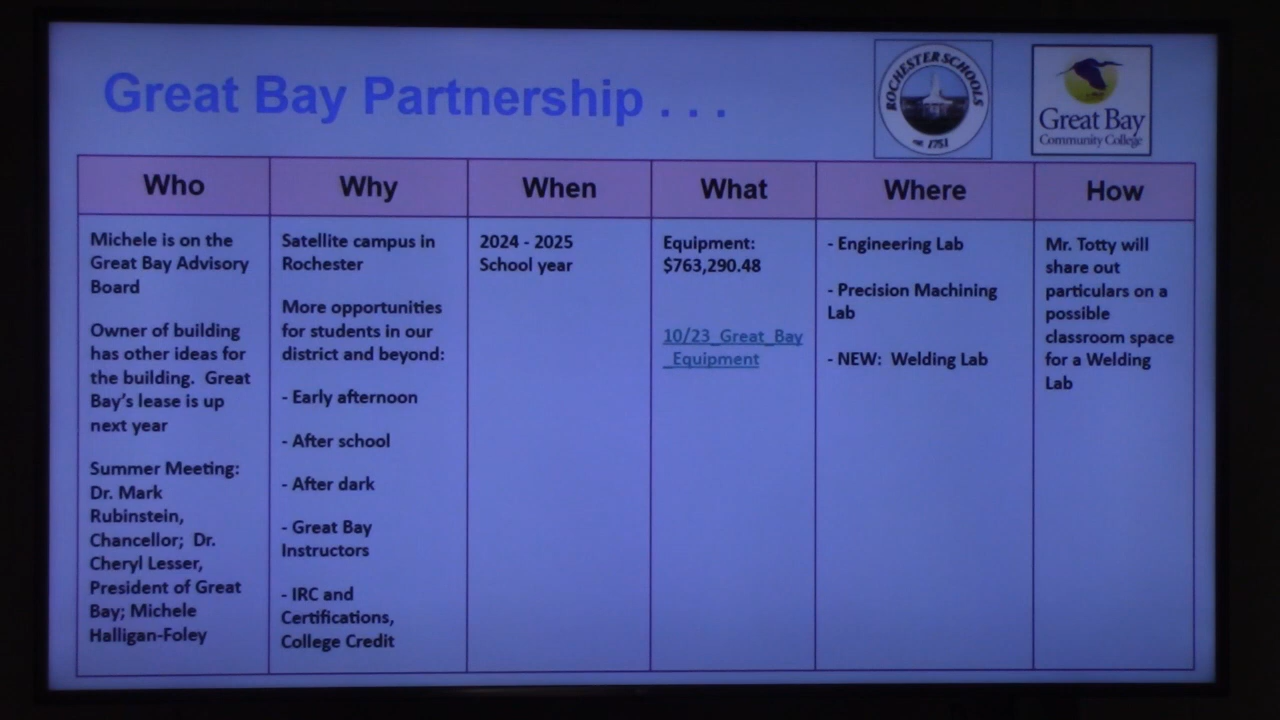 Great Bay Partnership . . .
ROCHESTER SCHOOLS
est. 1751
Great Bay
Community College
Who
Why
When
What
Where
How
Michele is on the
Great Bay Advisory
Board
Owner of building
has other ideas for
the building. Great
Bay's lease is up
next year
Summer Meeting:
Dr. Mark
Rubinstein,
Chancellor; Dr.
Cheryl Lesser,
President of Great
Bay; Michele
Halligan-Foley
Satellite campus in
Rochester
More opportunities
for students in our
district and beyond:
- Early afternoon
- After school
- After dark
- Great Bay
Instructors
- IRC and
Certifications,
College Credit
2024 - 2025
School year
Equipment:
$763,290.48
10/23_Great_Bay
_Equipment
- Engineering Lab
- Precision Machining
Lab
- NEW: Welding Lab
Mr. Totty will
share out
particulars on a
possible
classroom space
for a Welding
Lab